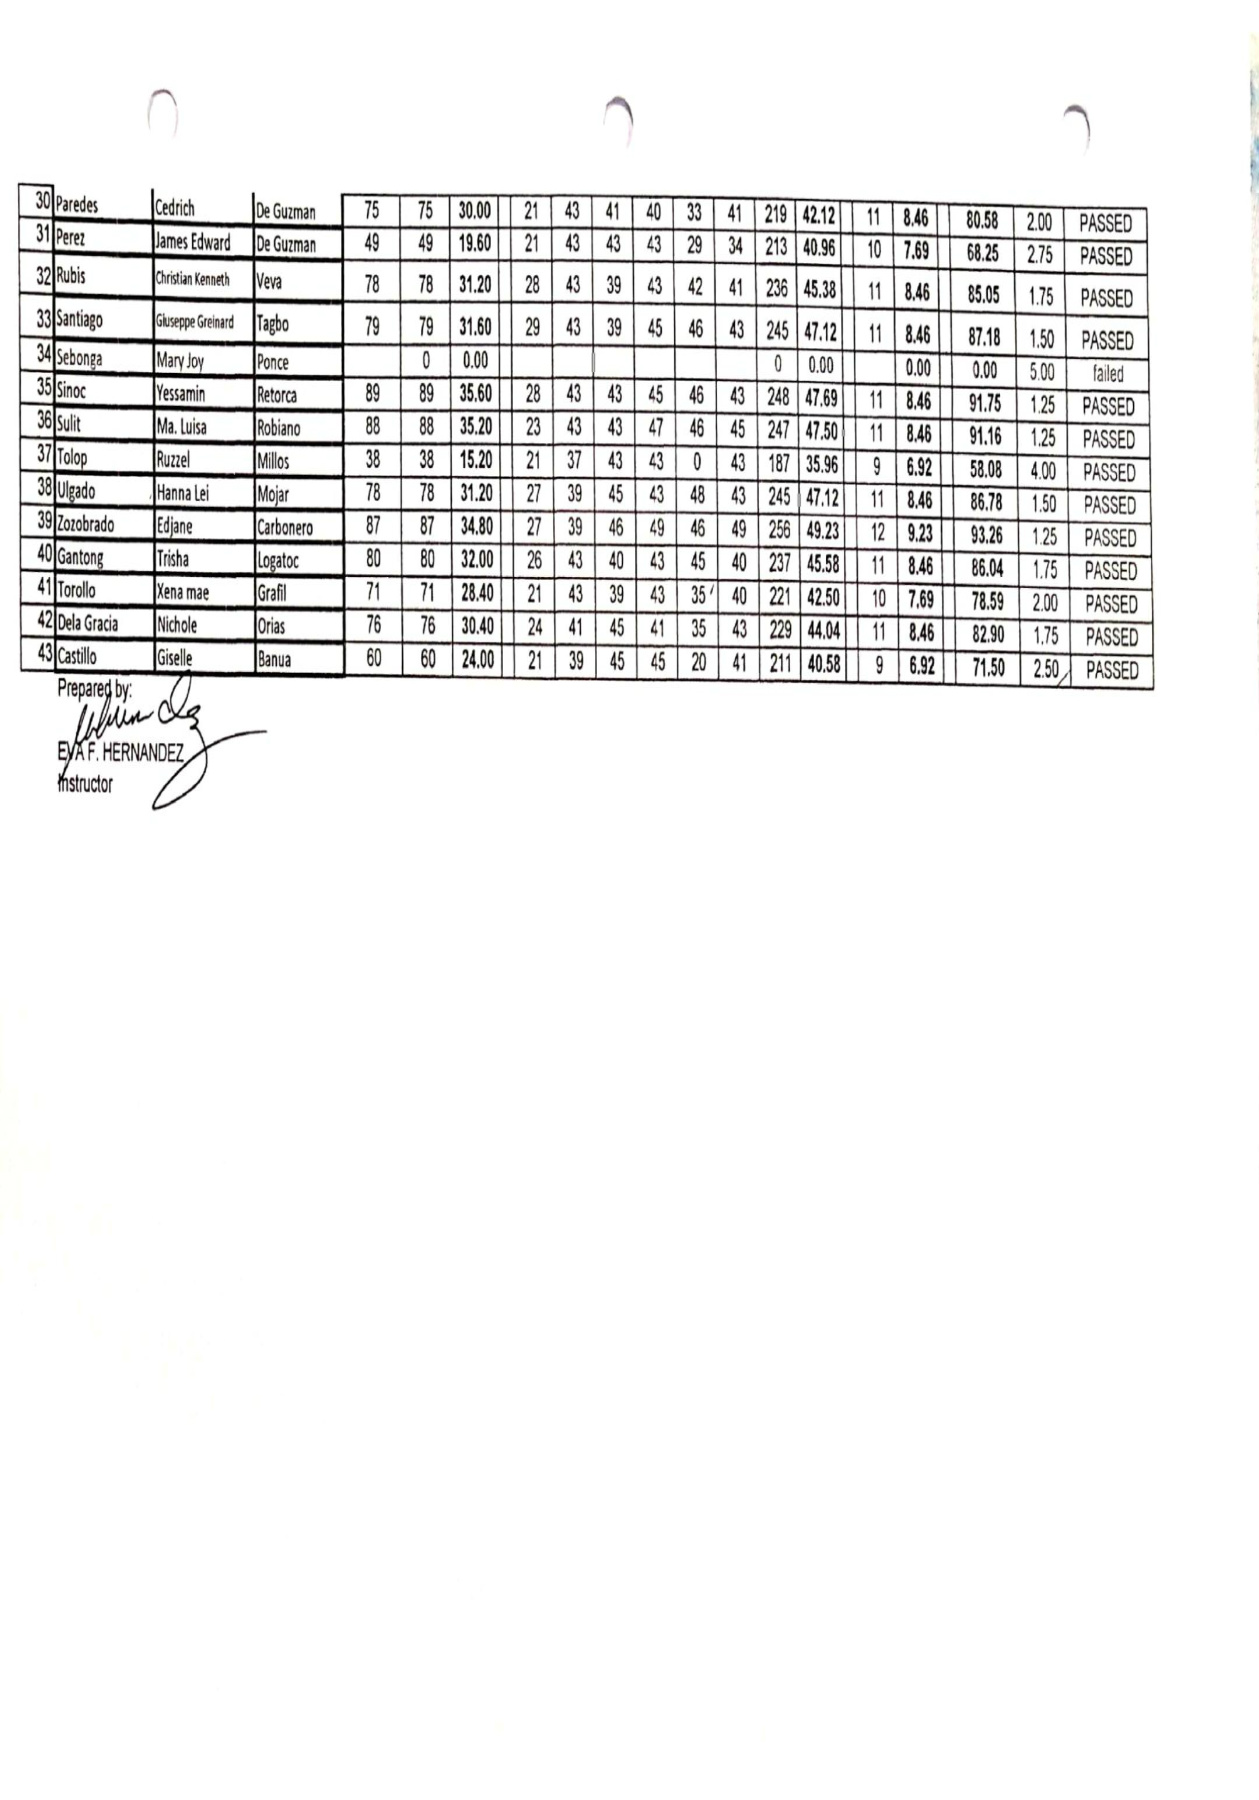 30 Paredes Cedrich De Guzman 75 75 30.00 21 43 41 40 33 41 219 42.12 11 8.46 80.58 2.00 PASSED
31 Perez James Edward De Guzman 49 49 19.60 21 43 43 43 29 34 213 40.96 10 7.69 68.25 2.75 PASSED
32 Rubis Christian Kenneth Veva 78 78 31.20 28 43 39 43 42 41 236 45.38 11 8.46 85.05 1.75 PASSED
33 Santiago Giuseppe Greinard Tagbo 79 79 31.60 29 43 39 45 46 43 245 47.12 11 8.46 87.18 1.50 PASSED
34 Sebonga Mary Joy Ponce 0 0.00 0 0.00 0.00 0.00 5.00 failed
35 Sinoc Yessamin Retorca 89 89 35.60 28 43 43 45 46 43 248 47.69 11 8.46 91.75 1.25 PASSED
36 Sulit Ma. Luisa Robiano 88 88 35.20 23 43 43 47 46 45 247 47.50 11 8.46 91.16 1.25 PASSED
37 Tolop Ruzzel Millos 38 38 15.20 21 37 43 43 0 43 187 35.96 9 6.92 58.08 4.00 PASSED
38 Ulgado Hanna Lei Mojar 78 78 31.20 27 39 45 43 48 43 245 47.12 11 8.46 86.78 1.50 PASSED
39 Zozobrado Edjane Carbonero 87 87 34.80 27 39 46 49 46 49 256 49.23 12 9.23 93.26 1.25 PASSED
40 Gantong Trisha Logatoc 80 80 32.00 26 43 40 43 45 40 237 45.58 11 8.46 86.04 1.75 PASSED
41 Torollo Xena mae Grafil 71 71 28.40 21 43 39 43 35 40 221 42.50 10 7.69 78.59 2.00 PASSED
42 Dela Gracia Nichole Orias 76 76 30.40 24 41 45 41 35 43 229 44.04 11 8.46 82.90 1.75 PASSED
43 Castillo Giselle Banua 60 60 24.00 21 39 45 45 20 41 211 40.58 9 6.92 71.50 2.50 PASSED
Prepared by:
EVA F. HERNANDEZ
Instructor